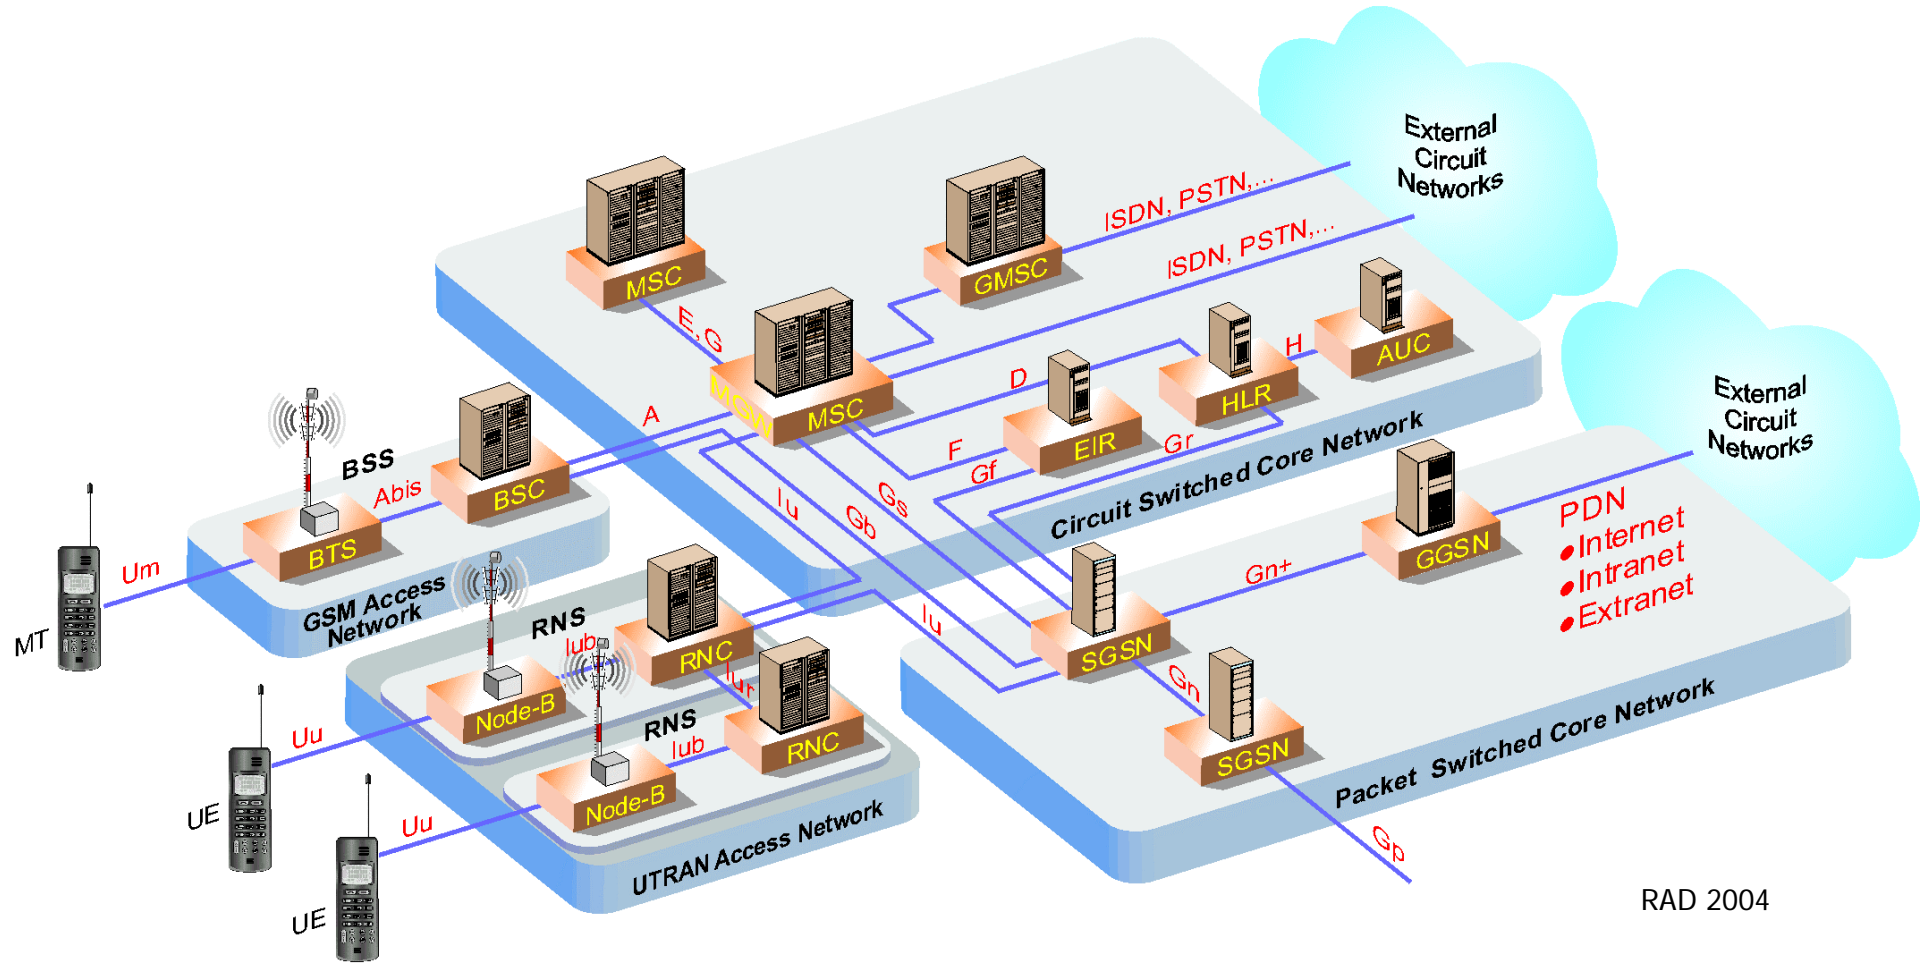 External
Circuit
Networks
ISDN, PSTN,...
ISDN, PSTN,...
MSC
GMSC
E, G
MGW
MSC
D
H
AUC
HLR
EIR
F
Gf
Gr
A
Circuit Switched Core Network
External
Circuit
Networks
BSS
Abis
BSC
BTS
Um
MT
GSM Access
Network
Iu
Gb
Gs
Iu
RNS
Iub
RNC
Iur
Node-B
RNS
Iub
RNC
Node-B
Uu
UE
Uu
UE
UTRAN Access Network
SGSN
Gn+
GGSN
PDN
•Internet
•Intranet
•Extranet
Gn
SGSN
Gp
Packet Switched Core Network
RAD 2004